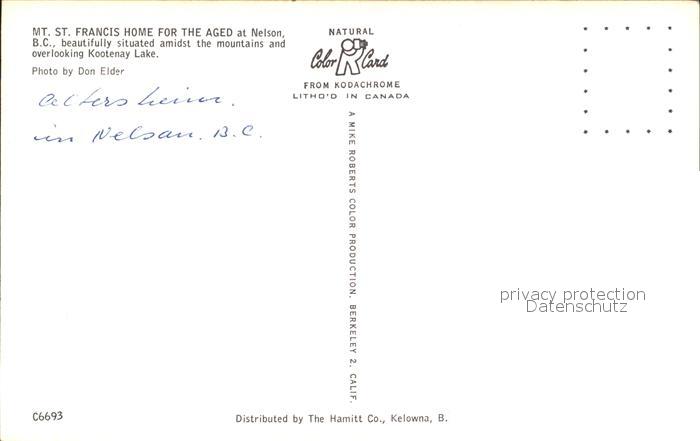 MT. ST. FRANCIS HOME FOR THE AGED at Nelson,
B.C., beautifully situated amidst the mountains and
overlooking Kootenay Lake.
Photo by Don Elder
Altersheim.
in Nelson. B.C.
NATURAL
Color Card
FROM KODACHROME
LITHO'D IN CANADA
A MIKE ROBERTS COLOR PRODUCTION, BERKELEY 2, CALIF.
privacy protection
Datenschutz
C6693
Distributed by The Hamitt Co., Kelowna, B.